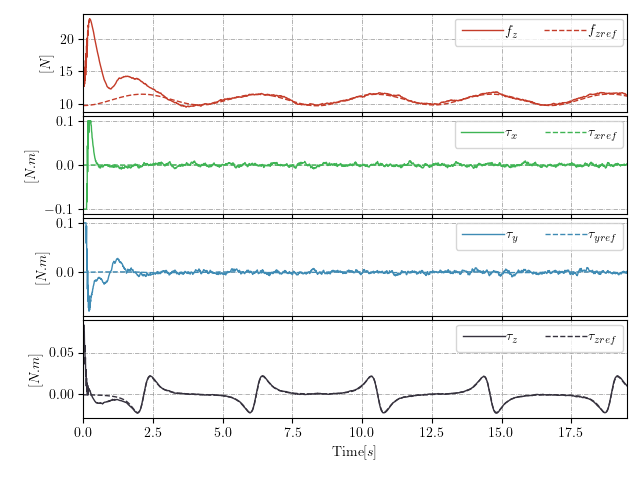 f_z f_zref
[N]
20
15
10
τ_x τ_xref
[N.m]
0.1
0.0
−0.1
τ_y τ_yref
[N.m]
0.1
0.0
τ_z τ_zref
[N.m]
0.05
0.00
0.0 2.5 5.0 7.5 10.0 12.5 15.0 17.5
Time[s]